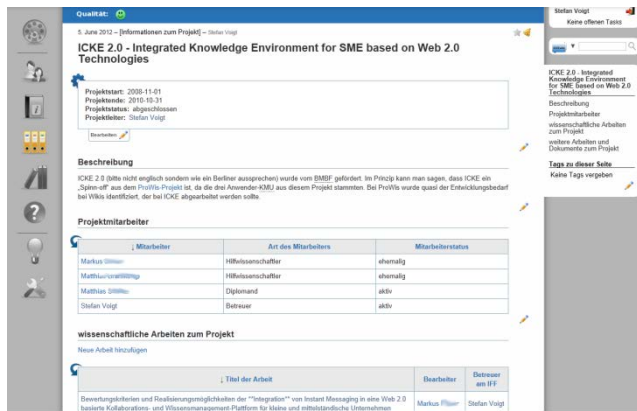 Qualität:
Stefan Voigt
Keine offenen Tasks
5. June 2012 – [Informationen zum Projekt] – Stefan Voigt
ICKE 2.0 - Integrated Knowledge Environment for SME based on Web 2.0
Technologies
Projektstart: 2008-11-01
Projektende: 2010-10-31
Projektstatus: abgeschlossen
Projektleiter: Stefan Voigt
Bearbeiten
Beschreibung
ICKE 2.0 (bitte nicht englisch sondern wie ein Berliner aussprechen) wurde vom BMBF gefördert. Im Prinzip kann man sagen, dass ICKE ein
„Spinn-off" aus dem ProWis-Projekt ist, da die drei Anwender-KMU aus diesem Projekt stammten. Bei ProWis wurde quasi der Entwicklungsbedarf
bei Wikis identifiziert, der bei ICKE abgearbeitet werden sollte.
Projektmitarbeiter
↓ Mitarbeiter Art des Mitarbeiters Mitarbeiterstatus
Markus Hilfwissenschaftler ehemalig
Matthias Hilfwissenschaftler ehemalig
Matthias Diplomand aktiv
Stefan Voigt Betreuer aktiv
wissenschaftliche Arbeiten zum Projekt
Neue Arbeit hinzufügen
↓ Titel der Arbeit Bearbeiter Betreuer
am IFF
Bewertungskriterien und Realisierungsmöglichkeiten der **Integration** von Instant Messaging in eine Web 2.0
basierte Kollaborations- und Wissensmanagement-Plattform für kleine und mittelständische Unternehmen
Markus Stefan Voigt
ICKE 2.0 - Integrated
Knowledge Environment
for SME based on Web 2.0
Technologies
Beschreibung
Projektmitarbeiter
wissenschaftliche Arbeiten
zum Projekt
weitere Arbeiten und
Dokumente zum Projekt
Tags zu dieser Seite
Keine Tags vergeben